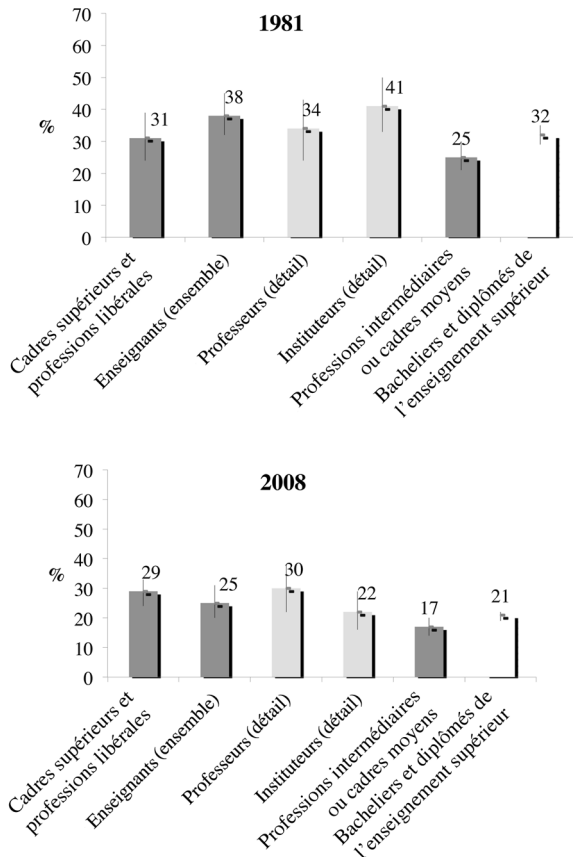 1981
70
60
50
40
30
20
10
0
%
31
38
34
41
25
32
Cadres supérieurs et
professions libérales
Enseignants (ensemble)
Professeurs (détail)
Instituteurs (détail)
Professions intermédiaires
ou cadres moyens
Bacheliers et diplômés de
l’enseignement supérieur
2008
70
60
50
40
30
20
10
0
%
29
25
30
22
17
21
Cadres supérieurs et
professions libérales
Enseignants (ensemble)
Professeurs (détail)
Instituteurs (détail)
Professions intermédiaires
ou cadres moyens
Bacheliers et diplômés de
l’enseignement supérieur